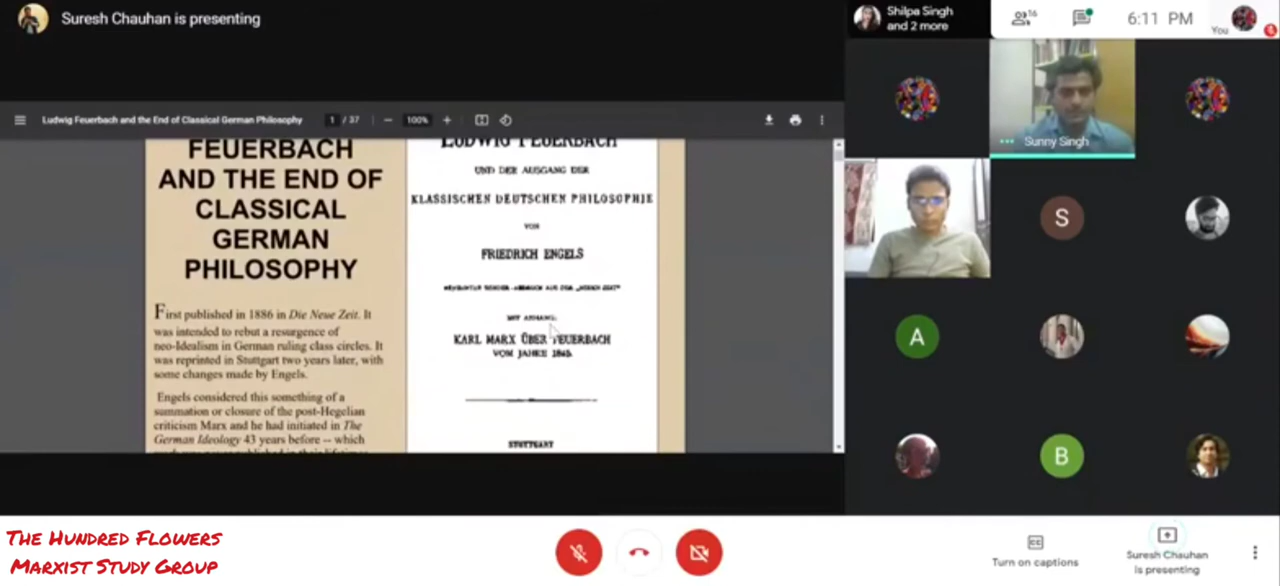 Suresh Chauhan is presenting
Shilpa Singh
and 2 more
16
6:11 PM
You
Ludwig Feuerbach and the End of Classical German Philosophy
1 / 37
100%
FEUERBACH
AND THE END OF
CLASSICAL
GERMAN
PHILOSOPHY
First published in 1886 in Die Neue Zeit. It
was intended to rebut a resurgence of
neo-Idealism in German ruling class circles. It
was reprinted in Stuttgart two years later, with
some changes made by Engels.
Engels considered this something of a
summation or closure of the post-Hegelian
criticism Marx and he had initiated in The
German Ideology 43 years before -- which
LUDWIG FEUERBACH
UND DER AUSGANG DER
KLASSISCHEN DEUTSCHEN PHILOSOPHIE
VON
FRIEDRICH ENGELS
MIT ANHANG:
KARL MARX ÜBER FEUERBACH
VOM JAHRE 1845.
STUTTGART
Sunny Singh
S
A
B
The Hundred Flowers
Marxist Study Group
CC
Turn on captions
Suresh Chauhan
is presenting